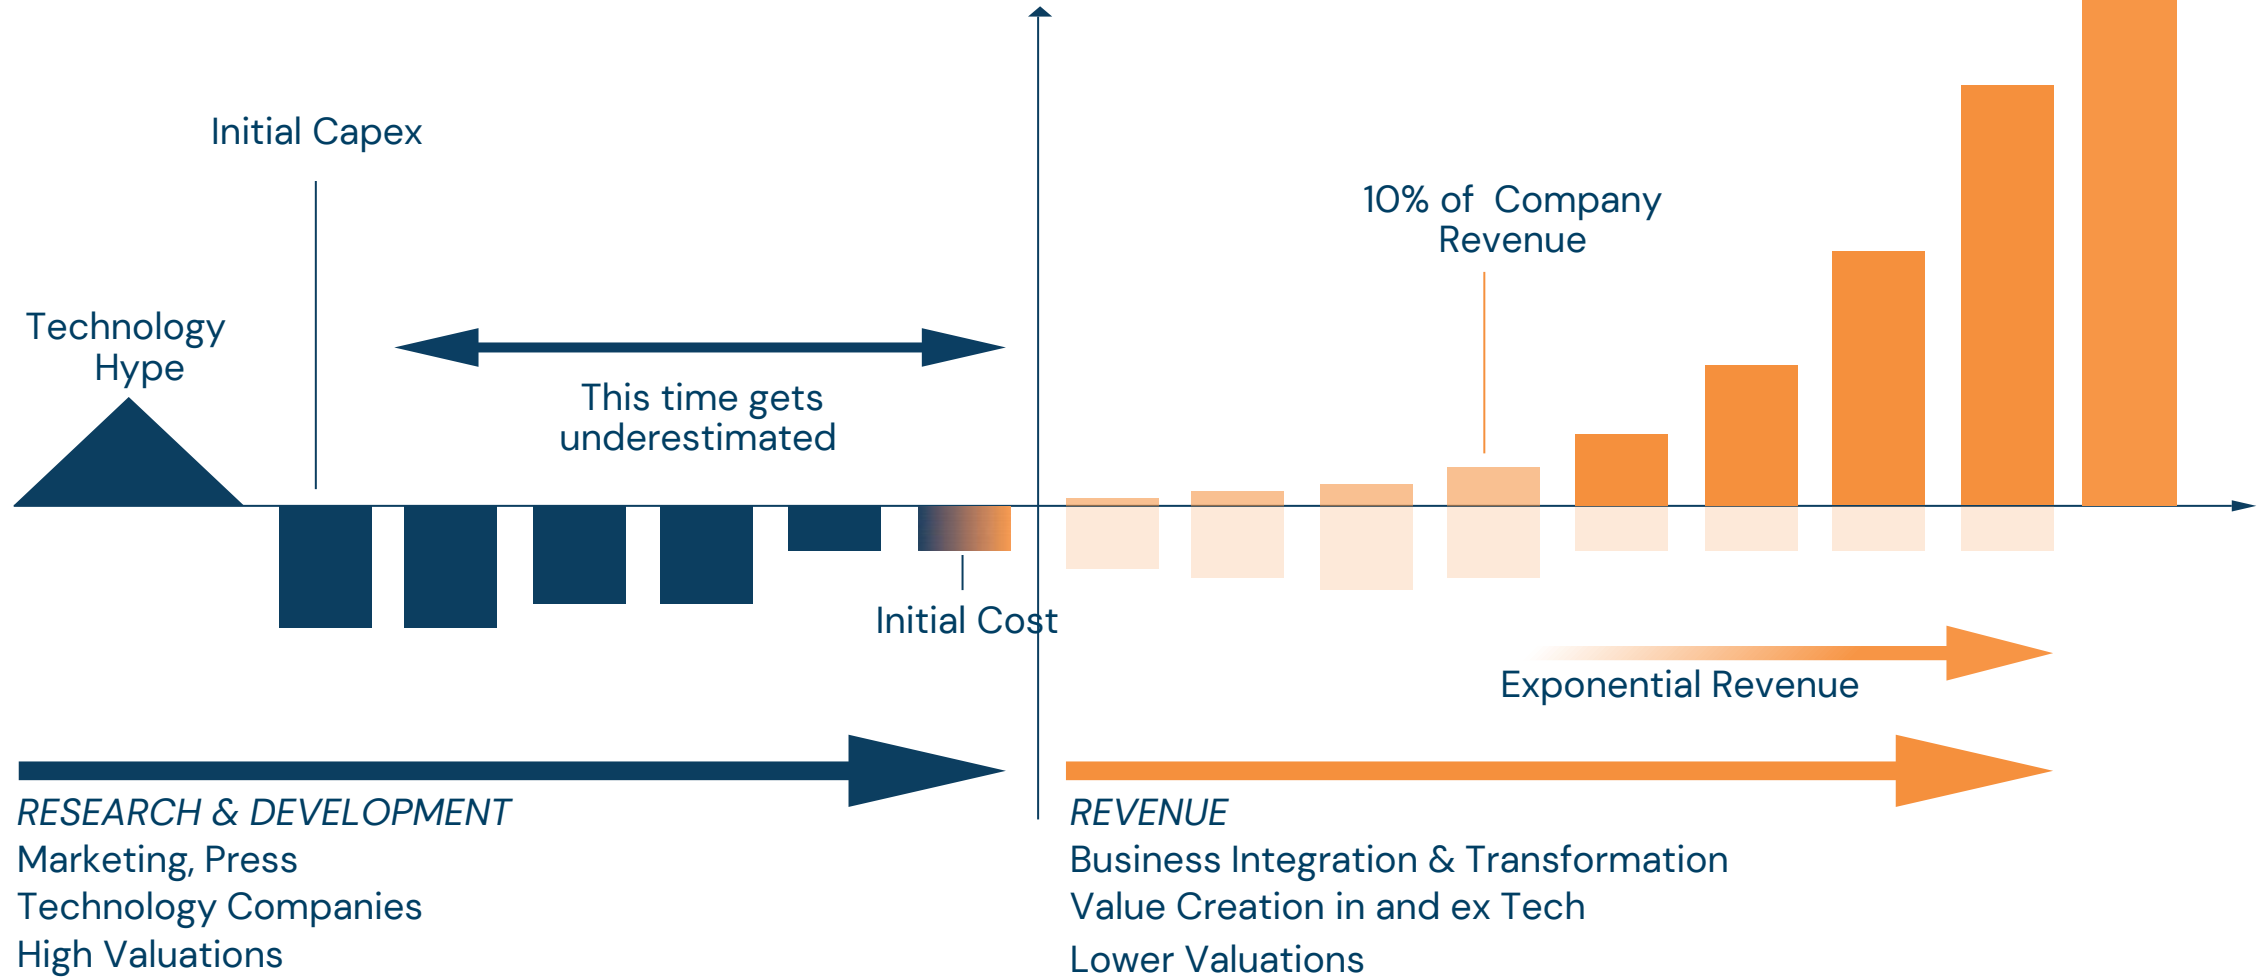 Initial Capex
10% of  Company
Revenue
Technology
Hype
This time gets
underestimated
Initial Cost
Exponential Revenue
RESEARCH & DEVELOPMENT
Marketing, Press
Technology Companies
High Valuations
REVENUE
Business Integration & Transformation
Value Creation in and ex Tech
Lower Valuations